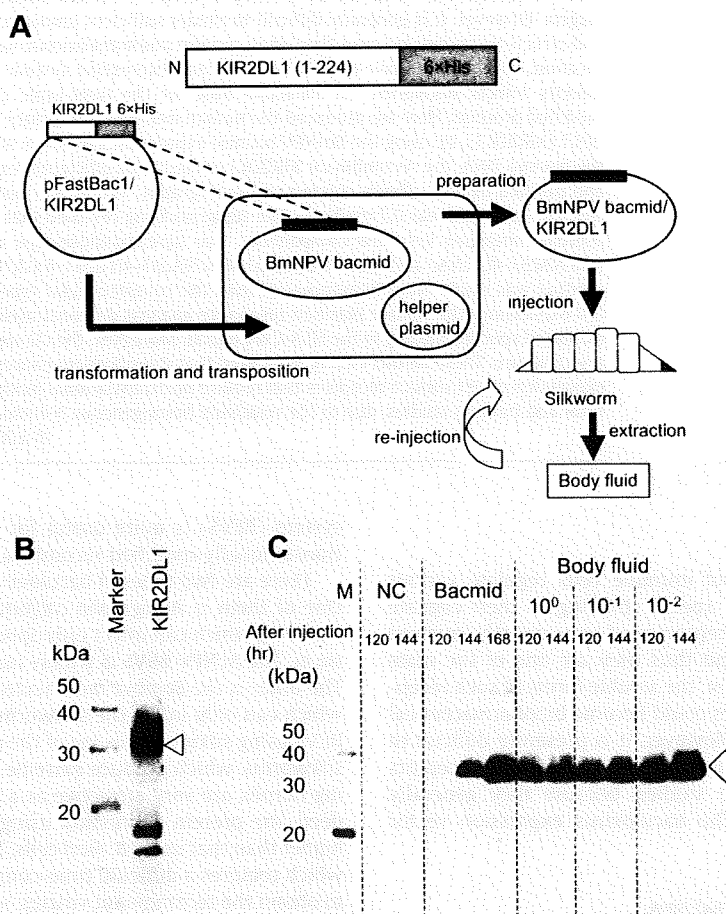 A
N KIR2DL1 (1-224) 6×His C
KIR2DL1 6×His
pFastBac1/
KIR2DL1
BmNPV bacmid
helper
plasmid
transformation and transposition
preparation
BmNPV bacmid/
KIR2DL1
injection
Silkworm
re-injection
extraction
Body fluid
B
Marker
KIR2DL1
kDa
50
40
30
20
C
Body fluid
M NC Bacmid 10⁰ 10⁻¹ 10⁻²
After injection 120 144 120 144 168 120 144 120 144 120 144
(hr)
(kDa)
50
40
30
20